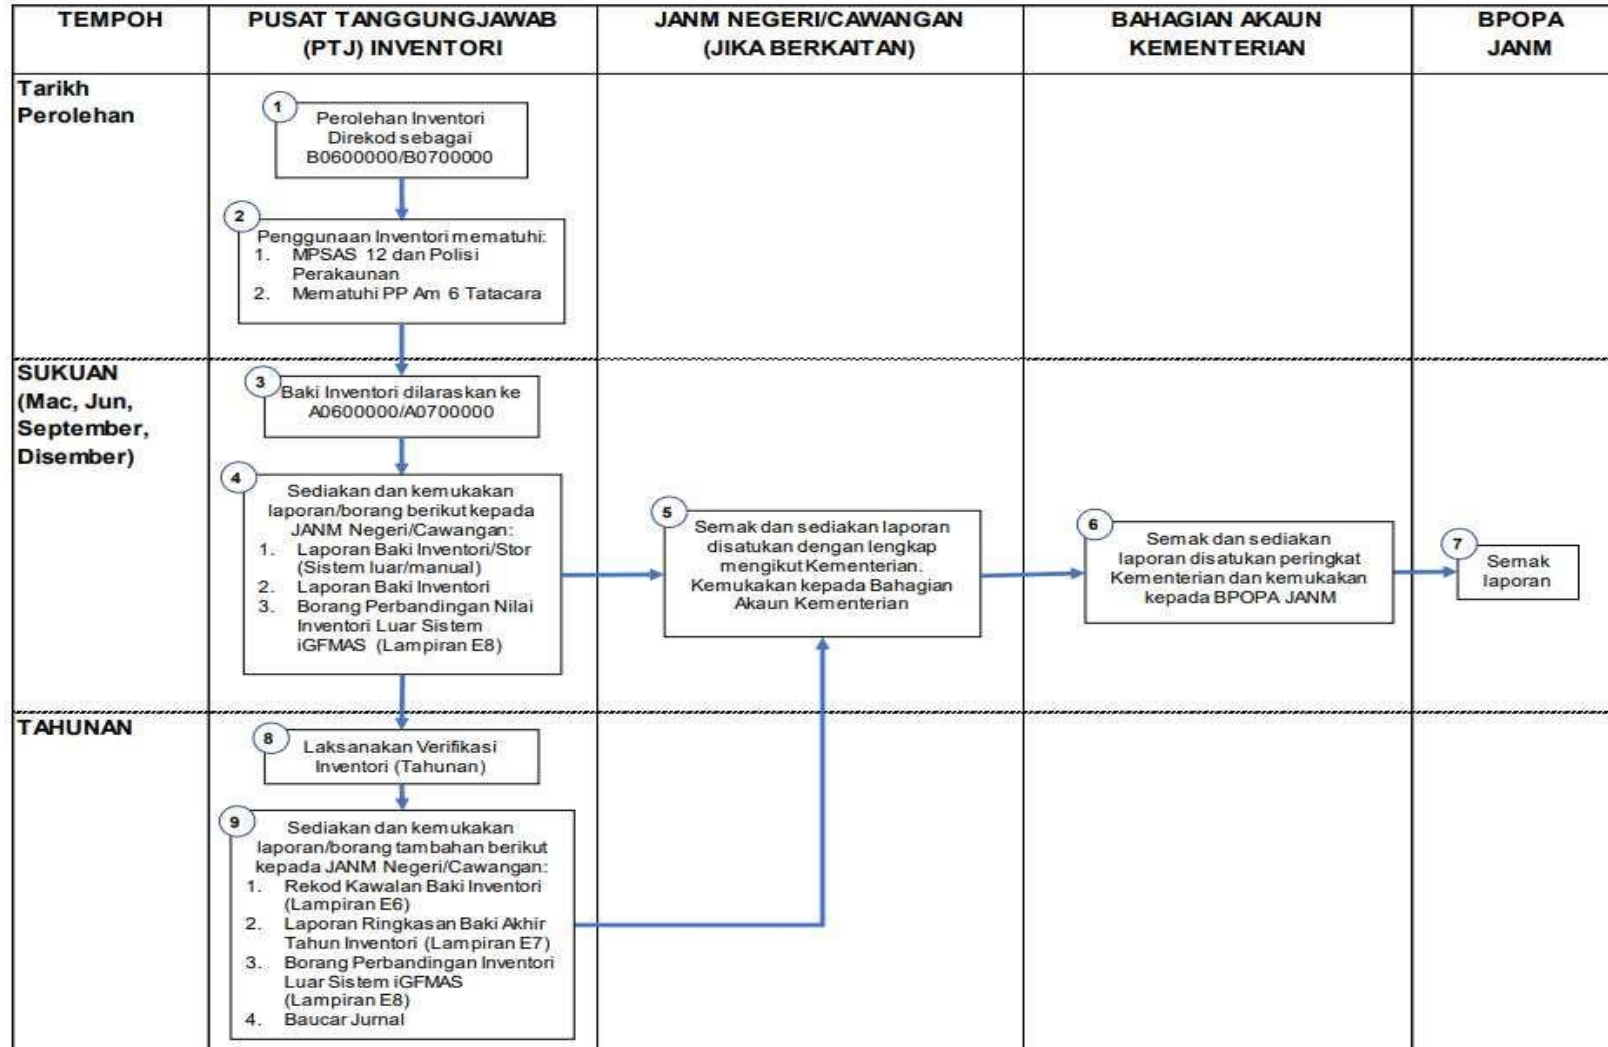 TEMPOH
PUSAT TANGGUNGJAWAB
(PTJ) INVENTORI
JANM NEGERI/CAWANGAN
(JIKA BERKAITAN)
BAHAGIAN AKAUN
KEMENTERIAN
BPOPA
JANM
Tarikh
Perolehan
1
Perolehan Inventori
Direkod sebagai
B0600000/B0700000
2
Penggunaan Inventori mematuhi:
1. MPSAS 12 dan Polisi
Perakaunan
2. Mematuhi PP Am 6 Tatacara
SUKUAN
(Mac, Jun,
September,
Disember)
3
Baki Inventori dilaraskan ke
A0600000/A0700000
4
Sediakan dan kemukakan
laporan/borang berikut kepada
JANM Negeri/Cawangan:
1. Laporan Baki Inventori/Stor
(Sistem luar/manual)
2. Laporan Baki Inventori
3. Borang Perbandingan Nilai
Inventori Luar Sistem
iGFMAS (Lampiran E8)
5
Semak dan sediakan laporan
disatukan dengan lengkap
mengikut Kementerian.
Kemukakan kepada Bahagian
Akaun Kementerian
6
Semak dan sediakan
laporan disatukan peringkat
Kementerian dan kemukakan
kepada BPOPA JANM
7
Semak
laporan
TAHUNAN
8
Laksanakan Verifikasi
Inventori (Tahunan)
9
Sediakan dan kemukakan
laporan/borang tambahan berikut
kepada JANM Negeri/Cawangan:
1. Rekod Kawalan Baki Inventori
(Lampiran E6)
2. Laporan Ringkasan Baki Akhir
Tahun Inventori (Lampiran E7)
3. Borang Perbandingan Inventori
Luar Sistem iGFMAS
(Lampiran E8)
4. Baucar Jurnal